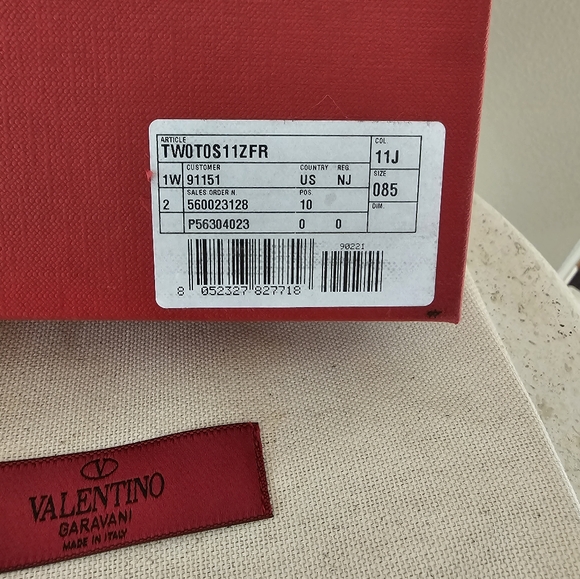 ARTICLE COL.
TW0T0S11ZFR 11J
CUSTOMER COUNTRY REG. SIZE
1W 91151 US NJ 085
SALES ORDER N. POS. DIM.
2 560023128 10
P56304023 0 0
90221
8 052327 827718
VALENTINO
GARAVANI
MADE IN ITALY